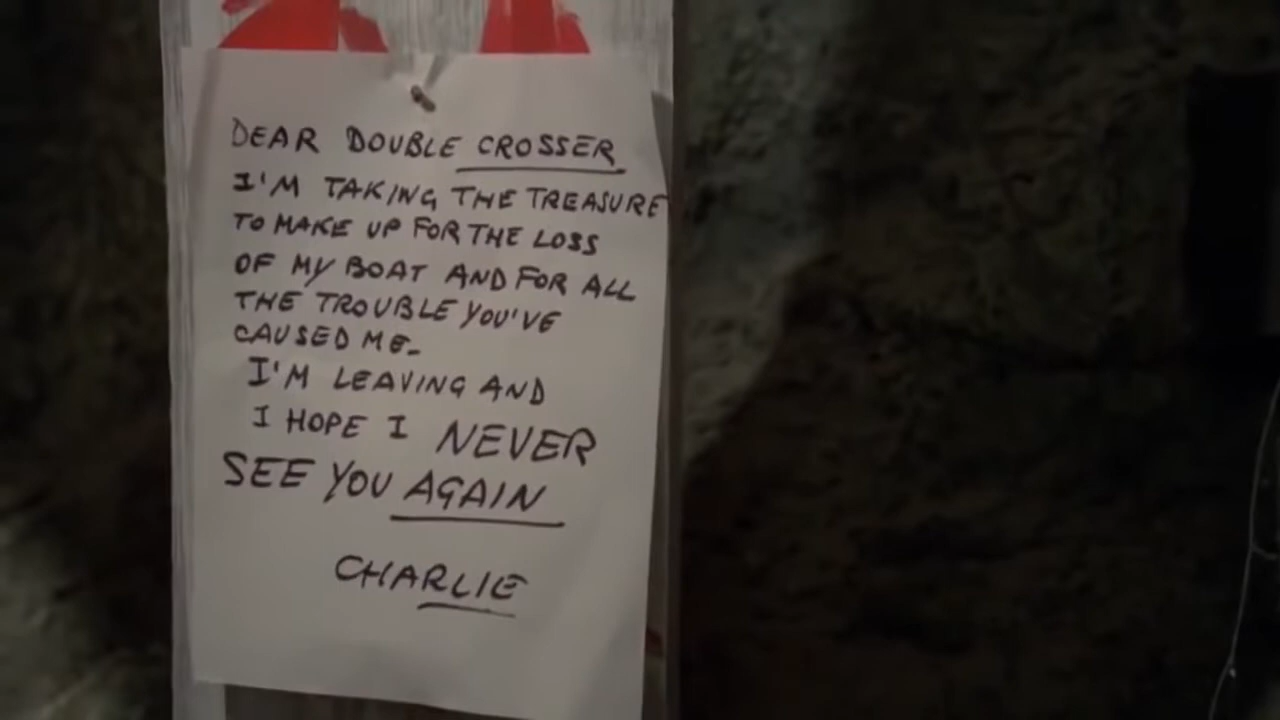 DEAR DOUBLE CROSSER
I'M TAKING THE TREASURE
TO MAKE UP FOR THE LOSS
OF MY BOAT AND FOR ALL
THE TROUBLE YOU'VE
CAUSED ME.
I'M LEAVING AND
I HOPE I NEVER
SEE YOU AGAIN
CHARLIE